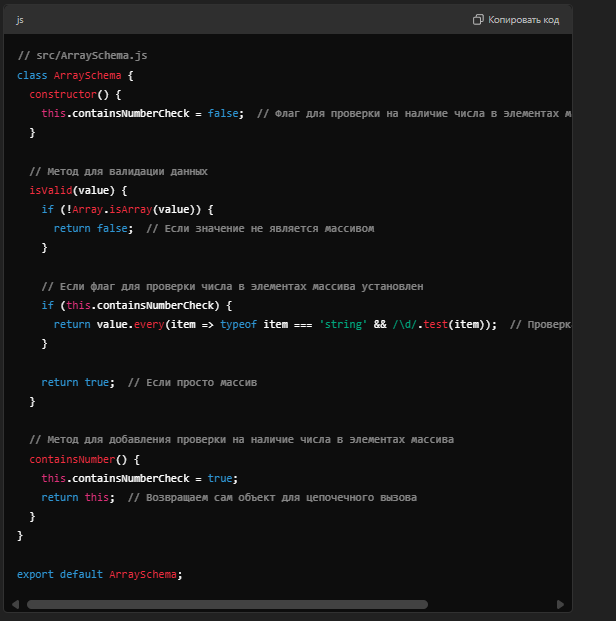 js
Копировать код
// src/ArraySchema.js
class ArraySchema {
  constructor() {
    this.containsNumberCheck = false;  // Флаг для проверки на наличие числа в элементах
  }

  // Метод для валидации данных
  isValid(value) {
    if (!Array.isArray(value)) {
      return false;  // Если значение не является массивом
    }

    // Если флаг для проверки числа в элементах массива установлен
    if (this.containsNumberCheck) {
      return value.every(item => typeof item === 'string' && /\d/.test(item));  //
    }

    return true;  // Если просто массив
  }

  // Метод для добавления проверки на наличие числа в элементах массива
  containsNumber() {
    this.containsNumberCheck = true;
    return this;  // Возвращаем сам объект для цепочечного вызова
  }
}

export default ArraySchema;